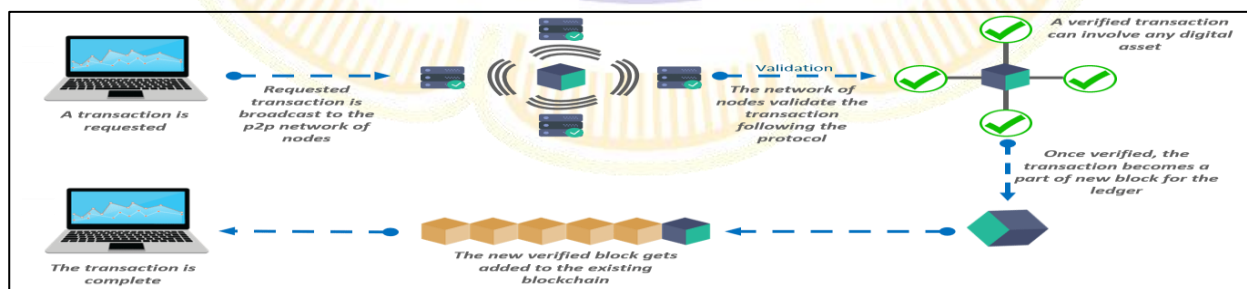 A transaction is
requested
Requested
transaction is
broadcast to the
p2p network of
nodes
Validation
The network of
nodes validate the
transaction
following the
protocol
A verified transaction
can involve any digital
asset
Once verified, the
transaction becomes a
part of new block for the
ledger
The new verified block gets
added to the existing
blockchain
The transaction is
complete